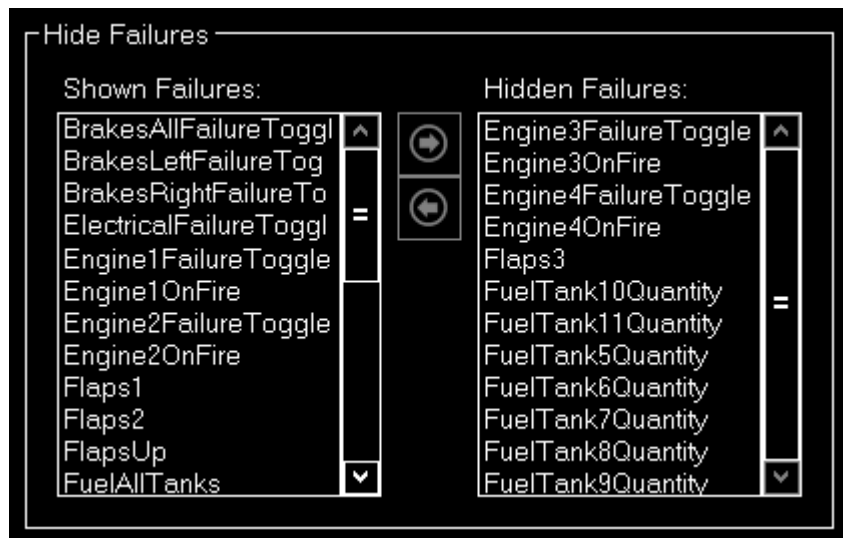 Hide Failures
Shown Failures:
BrakesAllFailureToggl
BrakesLeftFailureTog
BrakesRightFailureTo
ElectricalFailureToggl
Engine1FailureToggle
Engine1OnFire
Engine2FailureToggle
Engine2OnFire
Flaps1
Flaps2
FlapsUp
FuelAllTanks
Hidden Failures:
Engine3FailureToggle
Engine3OnFire
Engine4FailureToggle
Engine4OnFire
Flaps3
FuelTank10Quantity
FuelTank11Quantity
FuelTank5Quantity
FuelTank6Quantity
FuelTank7Quantity
FuelTank8Quantity
FuelTank9Quantity